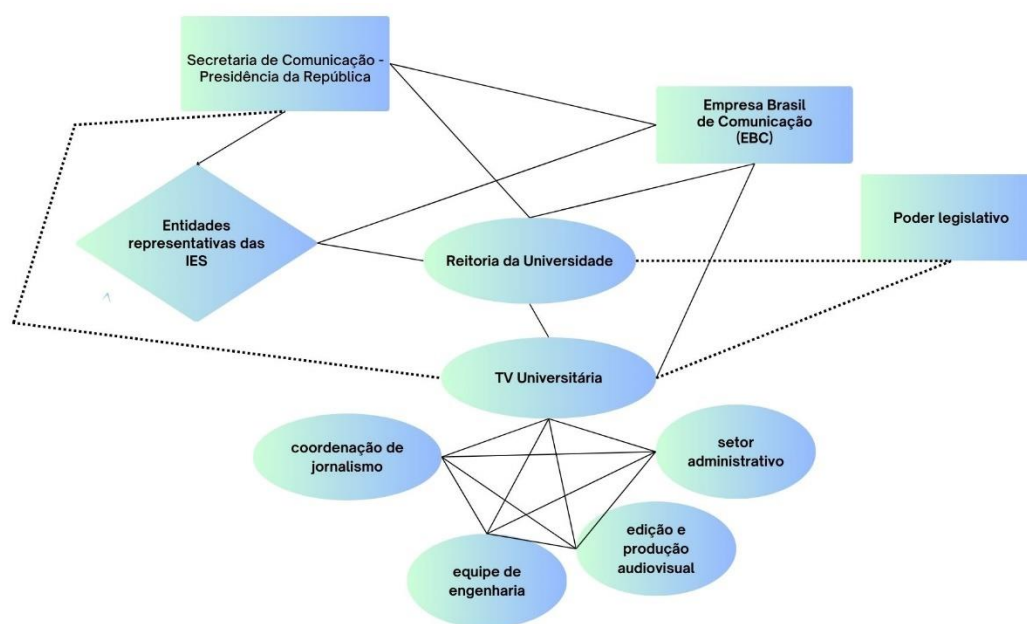 Secretaria de Comunicação -
Presidência da República
Empresa Brasil
de Comunicação
(EBC)
Poder legislativo
Entidades
representativas das
IES
Reitoria da Universidade
TV Universitária
coordenação de
jornalismo
setor
administrativo
edição e
produção
audiovisual
equipe de
engenharia